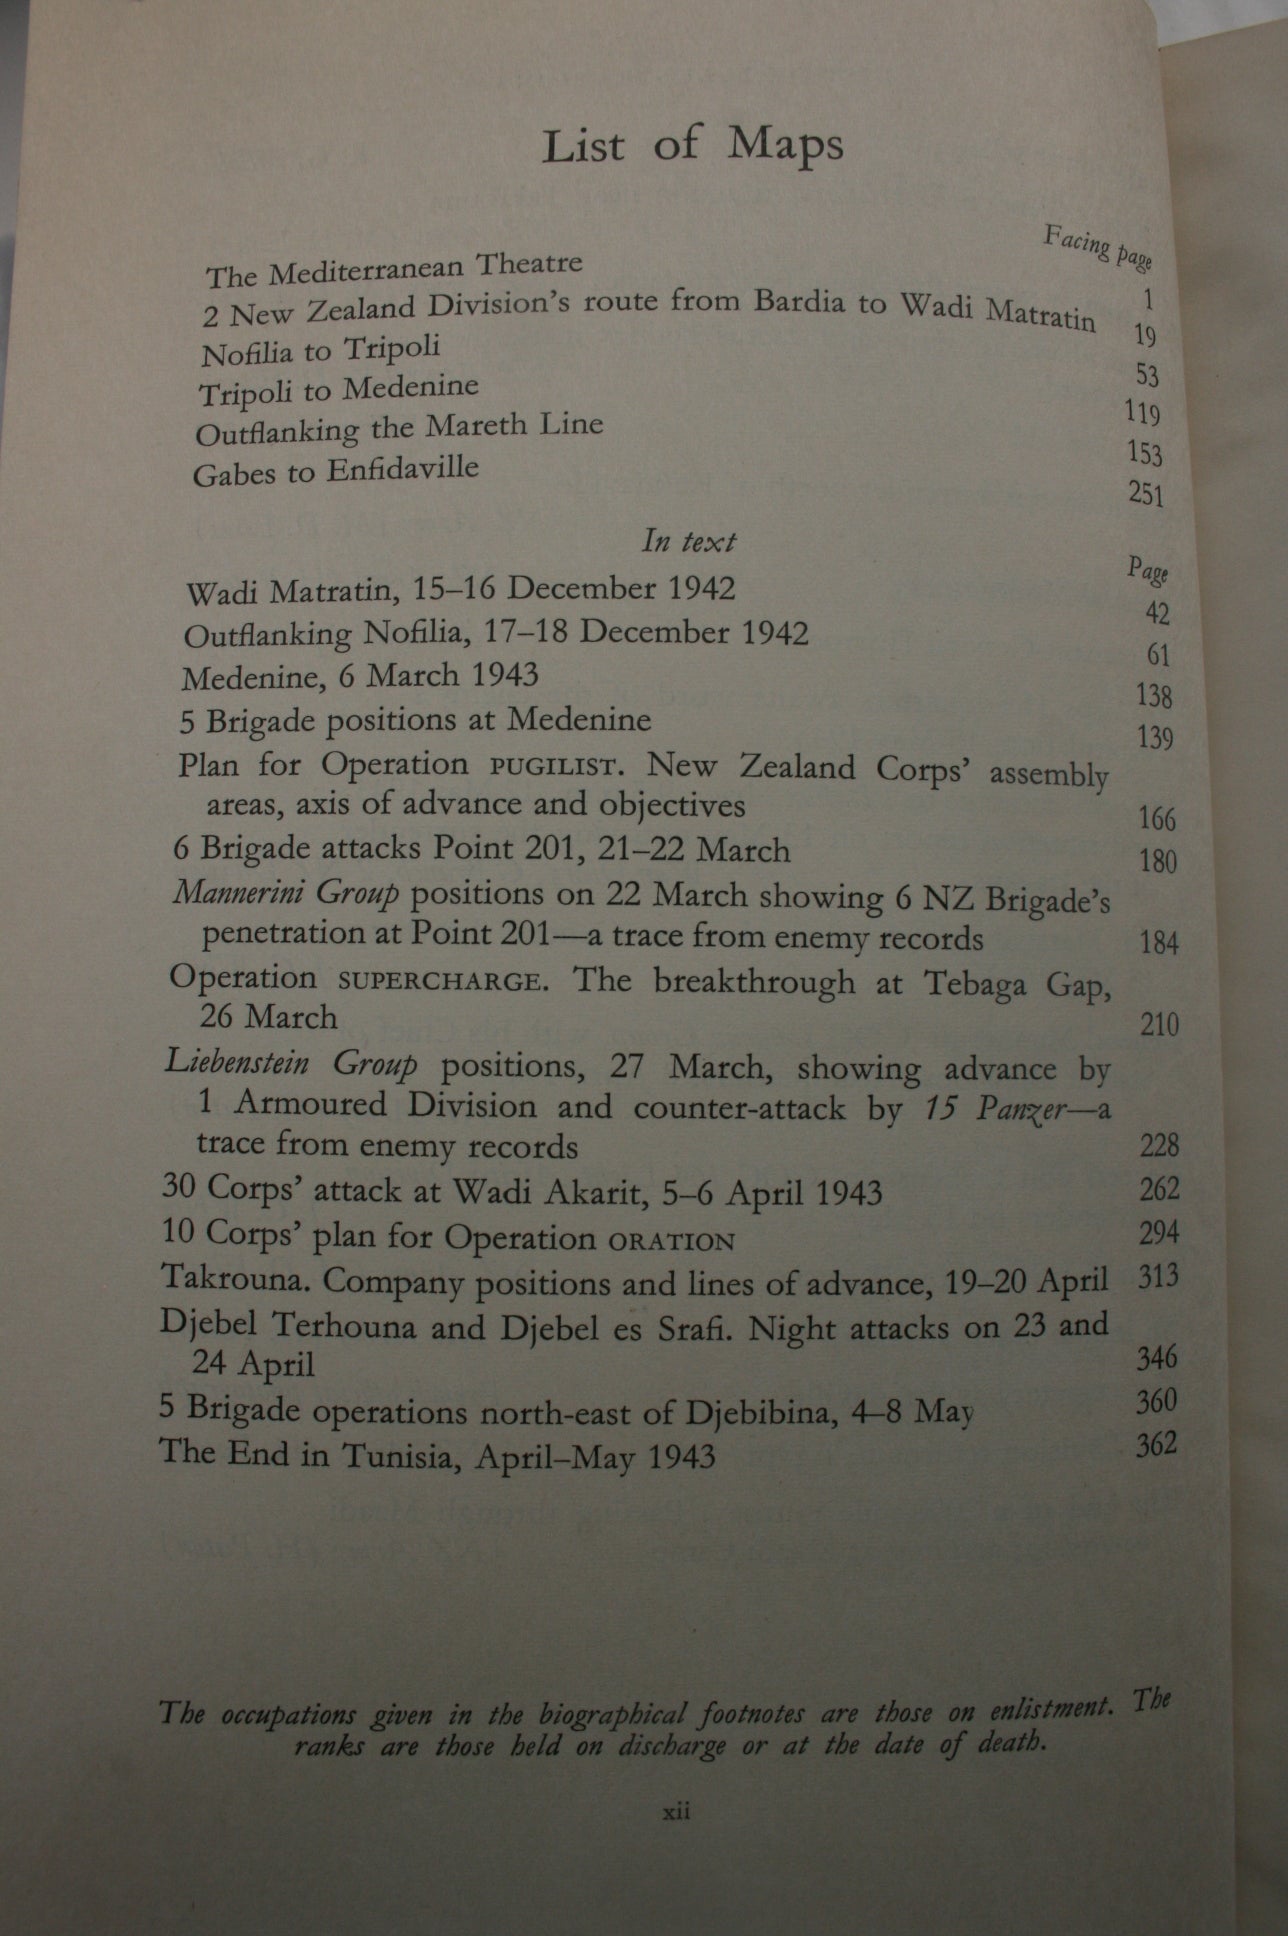 List of Maps
Facing page
The Mediterranean Theatre 1
2 New Zealand Division's route from Bardia to Wadi Matratin 19
Nofilia to Tripoli 53
Tripoli to Medenine 119
Outflanking the Mareth Line 153
Gabes to Enfidaville 251
In text
Page
Wadi Matratin, 15–16 December 1942 42
Outflanking Nofilia, 17–18 December 1942 61
Medenine, 6 March 1943 138
5 Brigade positions at Medenine 139
Plan for Operation PUGILIST. New Zealand Corps' assembly
areas, axis of advance and objectives 166
6 Brigade attacks Point 201, 21–22 March 180
Mannerini Group positions on 22 March showing 6 NZ Brigade's
penetration at Point 201—a trace from enemy records 184
Operation SUPERCHARGE. The breakthrough at Tebaga Gap,
26 March 210
Liebenstein Group positions, 27 March, showing advance by
1 Armoured Division and counter-attack by 15 Panzer—a
trace from enemy records 228
30 Corps' attack at Wadi Akarit, 5–6 April 1943 262
10 Corps' plan for Operation ORATION 294
Takrouna. Company positions and lines of advance, 19–20 April 313
Djebel Terhouna and Djebel es Srafi. Night attacks on 23 and
24 April 346
5 Brigade operations north-east of Djebibina, 4–8 May 360
The End in Tunisia, April–May 1943 362
The occupations given in the biographical footnotes are those on enlistment. The
ranks are those held on discharge or at the date of death.
xii